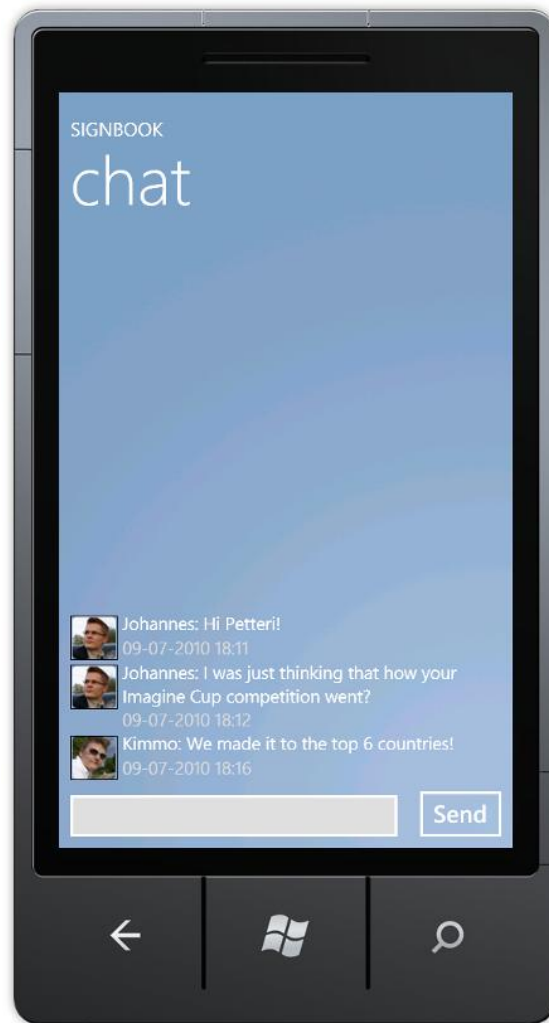 SIGNBOOK
chat
Johannes: Hi Petteri!
09-07-2010 18:11
Johannes: I was just thinking that how your
Imagine Cup competition went?
09-07-2010 18:12
Kimmo: We made it to the top 6 countries!
09-07-2010 18:16
Send